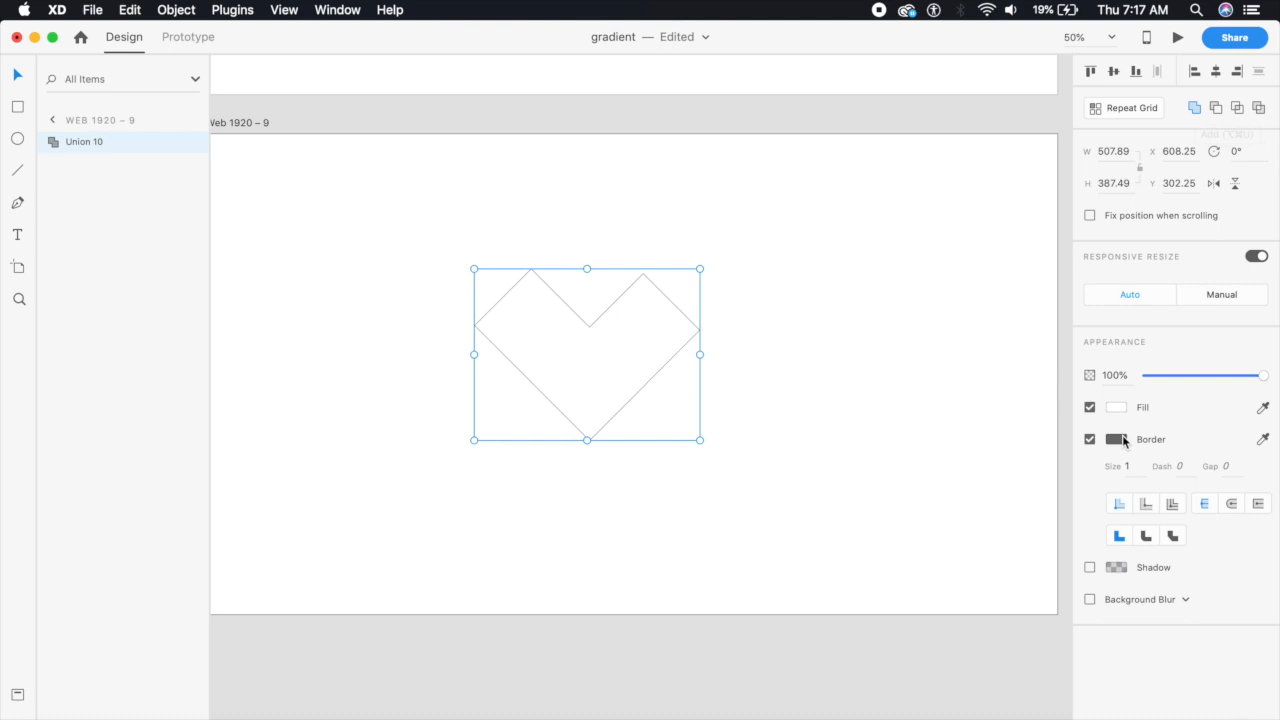 XD File Edit Object Plugins View Window Help 19% Thu 7:17 AM
Design Prototype gradient — Edited 50% Share
All Items
WEB 1920 – 9
Union 10
Web 1920 – 9
Repeat Grid
Add (⌥⌘U)
W 507.89 X 608.25 0°
H 387.49 Y 302.25
Fix position when scrolling
RESPONSIVE RESIZE
Auto Manual
APPEARANCE
100%
Fill
Border
Size 1 Dash 0 Gap 0
Shadow
Background Blur